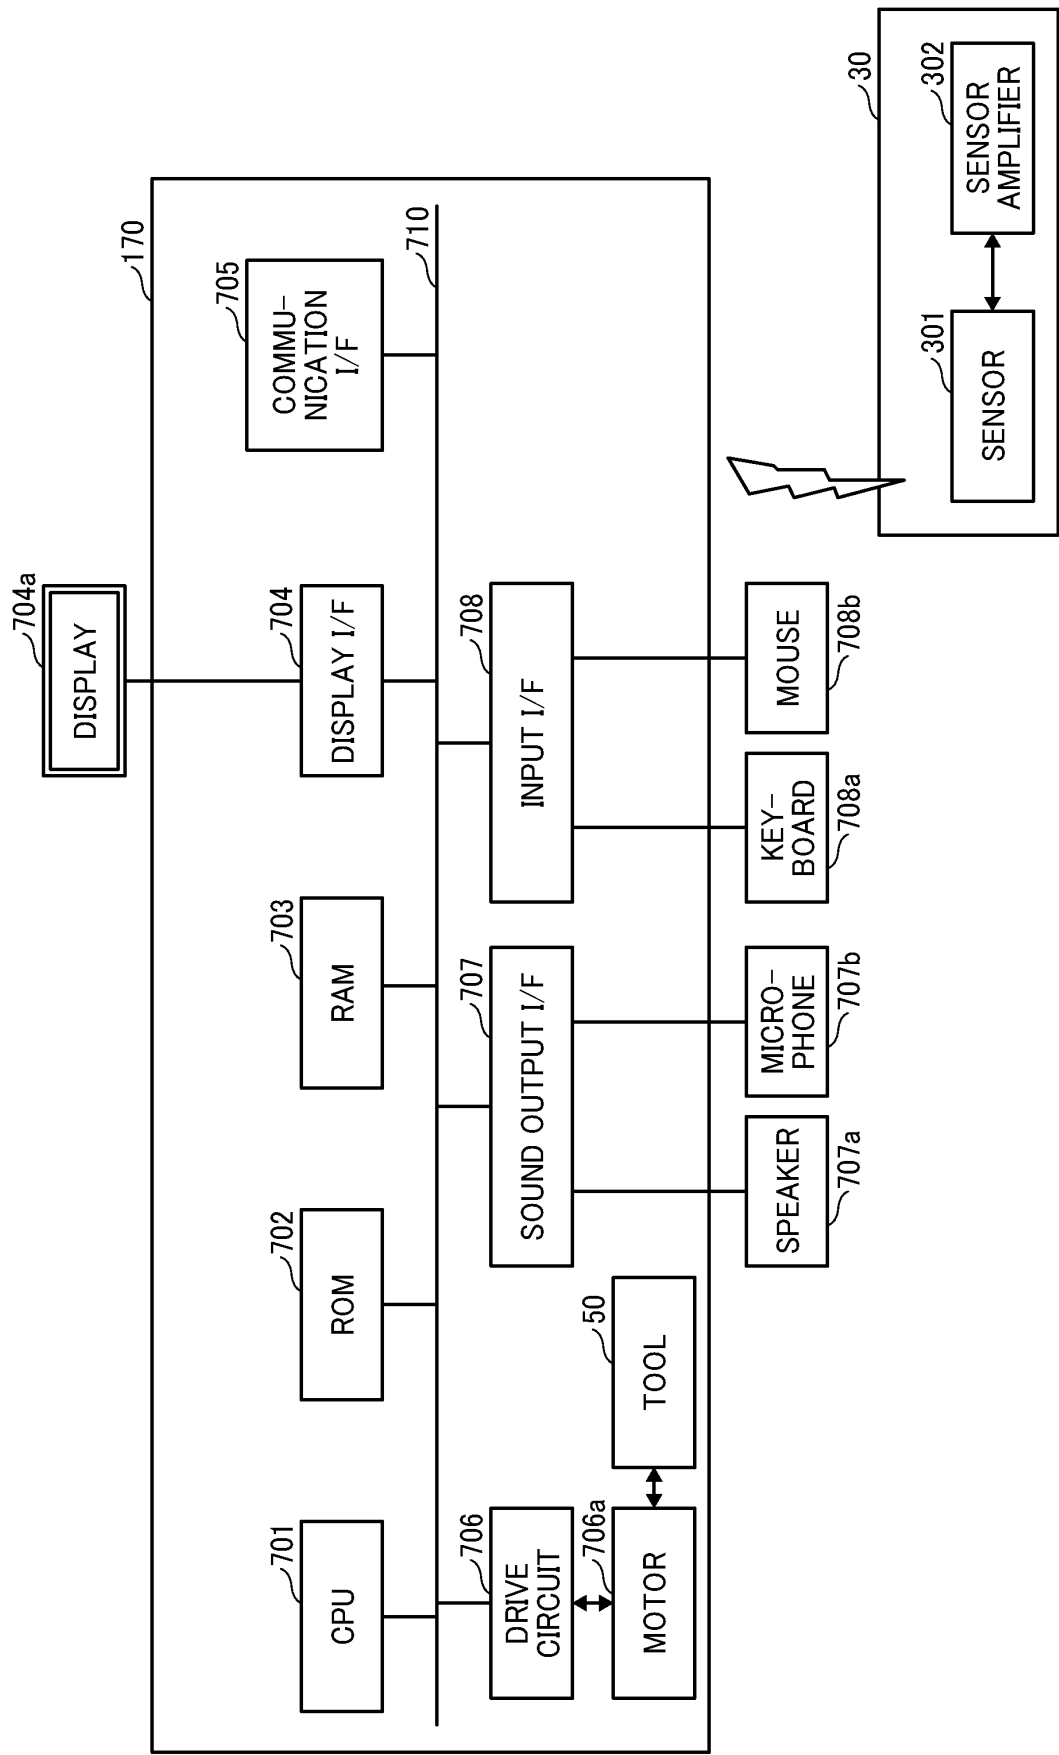 704a
DISPLAY
170
701
CPU
702
ROM
703
RAM
704
DISPLAY I/F
705
COMMU-
NICATION
I/F
710
706
DRIVE
CIRCUIT
707
SOUND OUTPUT I/F
708
INPUT I/F
706a
MOTOR
50
TOOL
SPEAKER
707a
MICRO-
PHONE
707b
KEY-
BOARD
708a
MOUSE
708b
30
301
SENSOR
302
SENSOR
AMPLIFIER